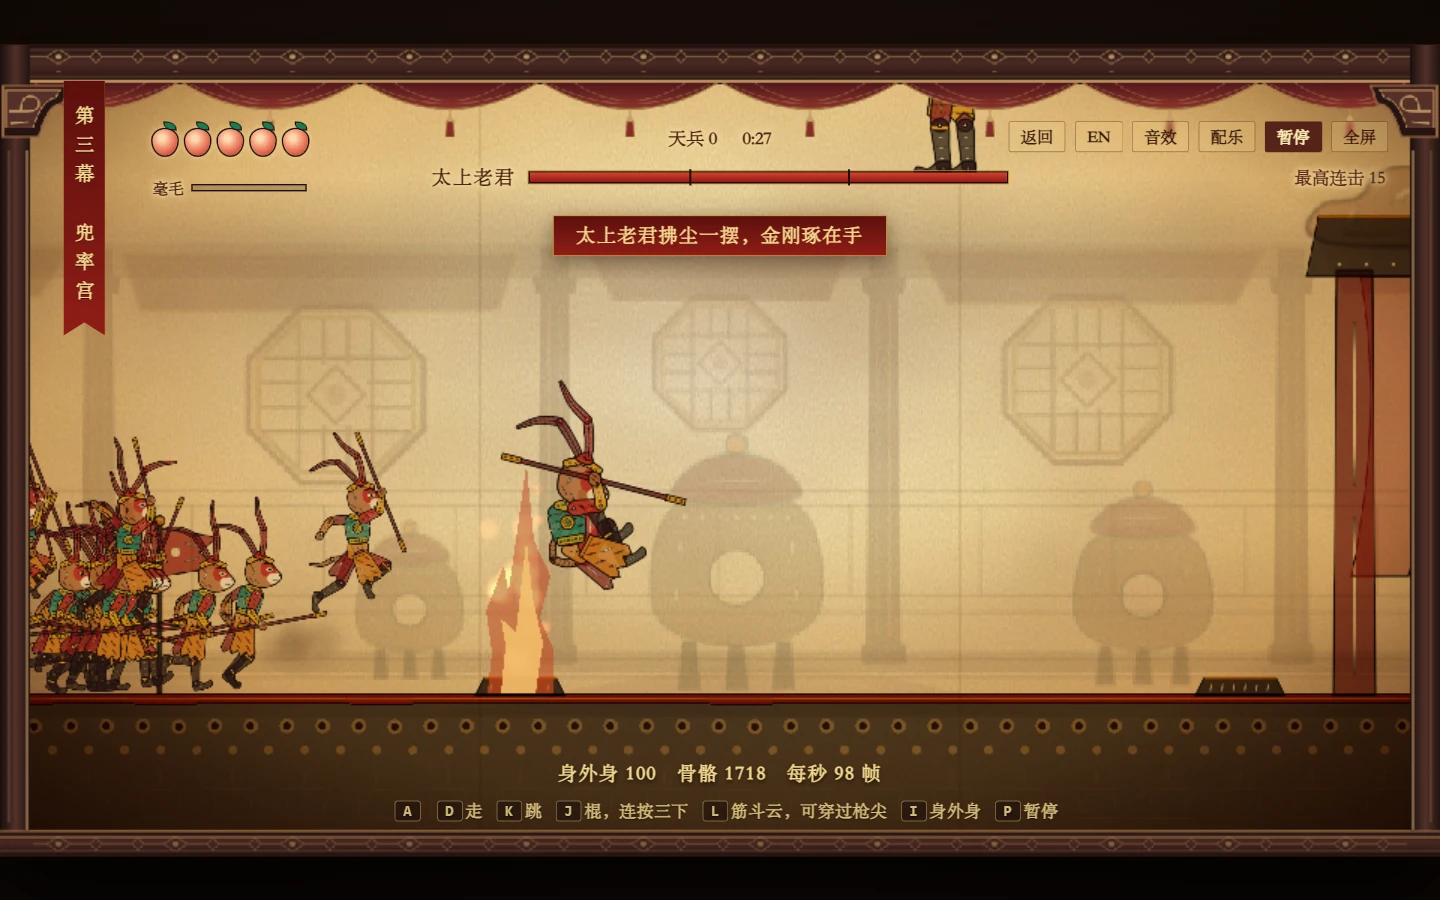 第三幕 兜率宫
天兵 0 0:27
返回 EN 音效 配乐 暂停 全屏
毫毛
太上老君
最高连击 15
太上老君拂尘一摆，金刚琢在手
身外身 100 骨骼 1718 每秒 98 帧
A D 走 K 跳 J 棍，连按三下 L 筋斗云，可穿过枪尖 I 身外身 P 暂停